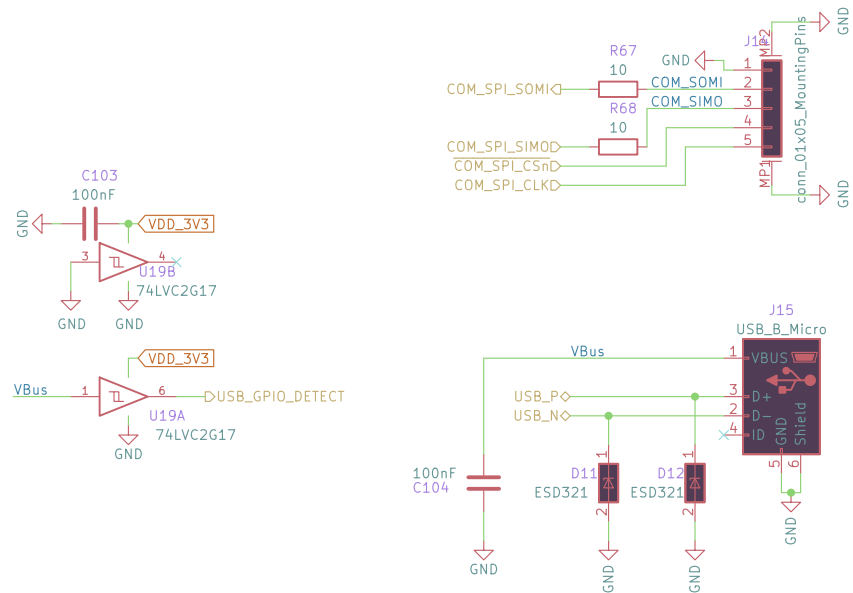 R67
10
COM_SPI_SOMI
COM_SOMI
GND
R68
10
COM_SIMO
COM_SPI_SIMO
COM_SPI_CSn
COM_SPI_CLK
MP2
GND
1
2
3
4
5
conn_01x05_MountingPins
MP1
GND
C103
100nF
GND
VDD_3V3
3
4
U19B
74LVC2G17
GND
GND
VDD_3V3
VBus
1
6
USB_GPIO_DETECT
U19A
74LVC2G17
GND
J15
USB_B_Micro
VBus
1
VBUS
USB_P
3
D+
USB_N
2
D-
4
ID
GND
Shield
5
6
GND
100nF
C104
GND
1
D11
ESD321
2
GND
1
D12
ESD321
2
GND